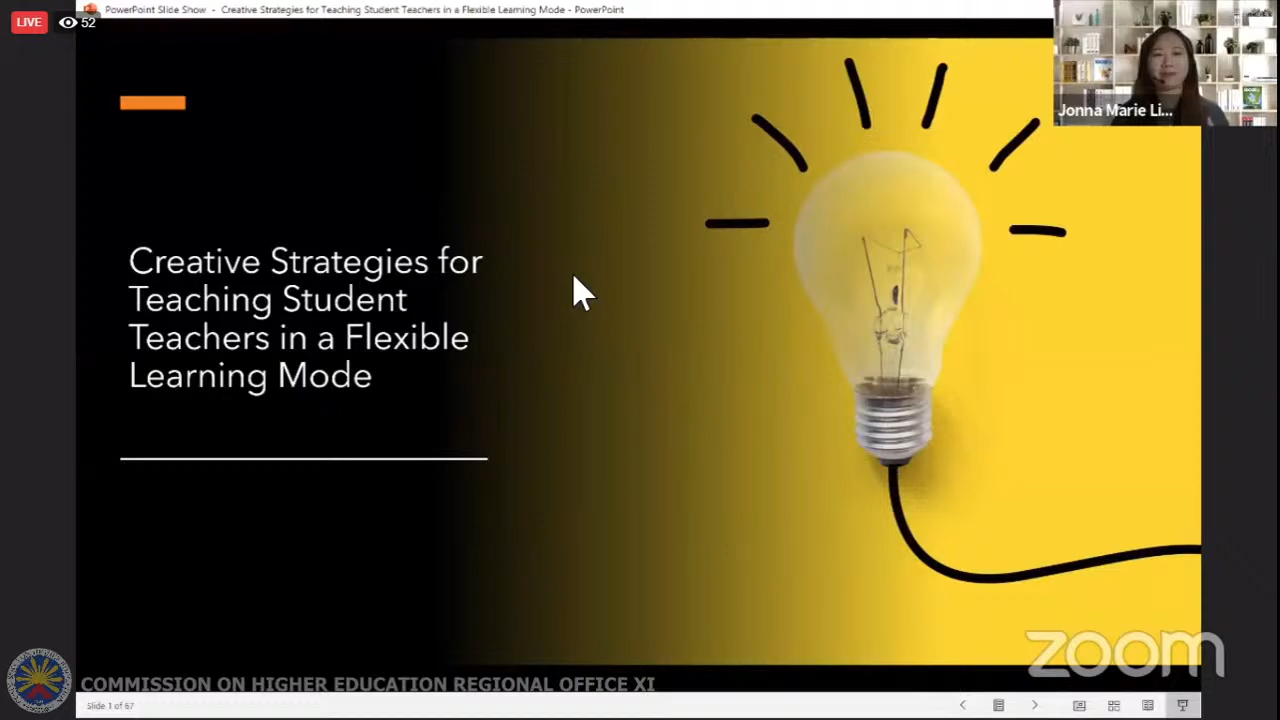 PowerPoint Slide Show - Creative Strategies for Teaching Student Teachers in a Flexible Learning Mode - PowerPoint
LIVE
52
Jonna Marie Li...
Creative Strategies for
Teaching Student
Teachers in a Flexible
Learning Mode
zoom
COMMISSION ON HIGHER EDUCATION REGIONAL OFFICE XI
Slide 1 of 67